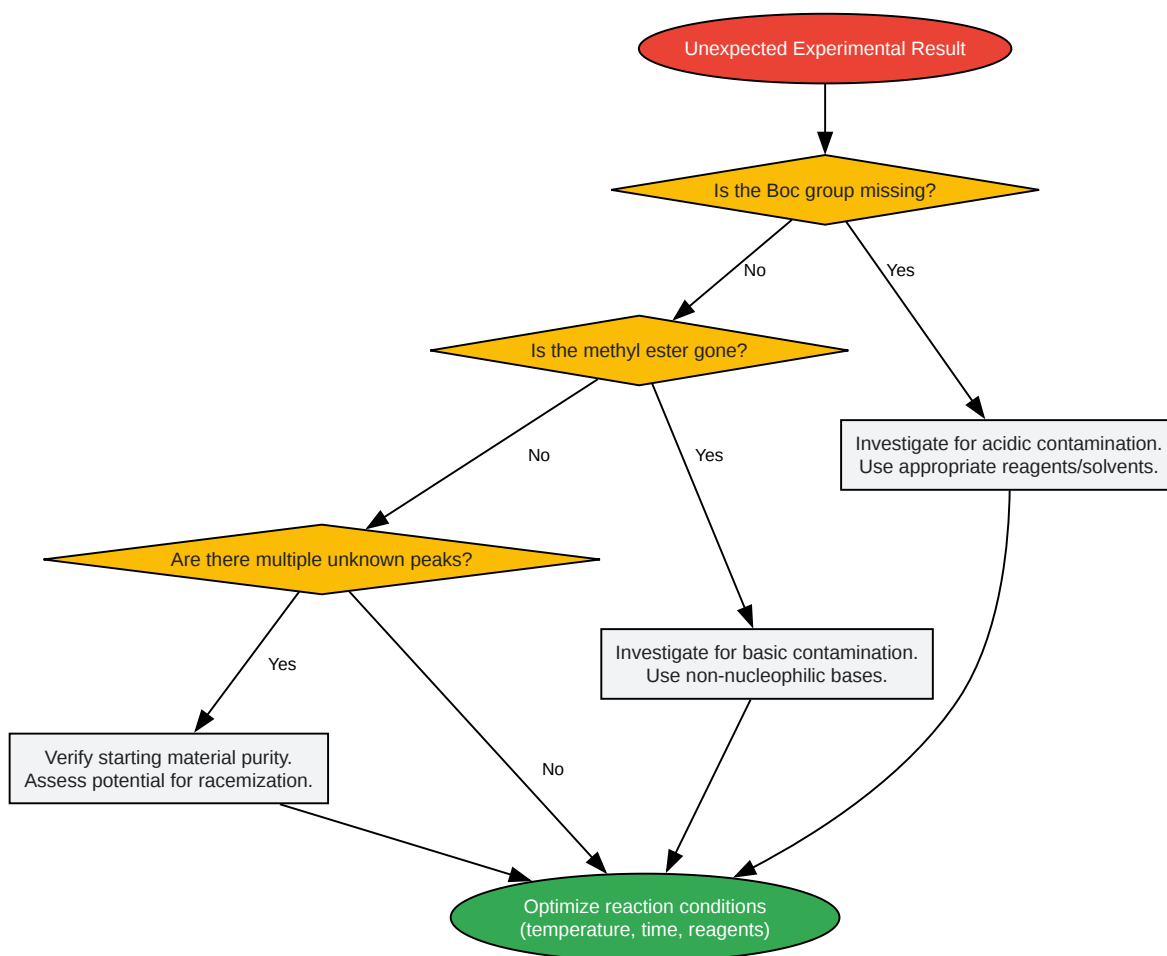 Unexpected Experimental Result
Is the Boc group missing?
No
Yes
Is the methyl ester gone?
Investigate for acidic contamination.
Use appropriate reagents/solvents.
No
Yes
Are there multiple unknown peaks?
Investigate for basic contamination.
Use non-nucleophilic bases.
Yes
No
Verify starting material purity.
Assess potential for racemization.
Optimize reaction conditions
(temperature, time, reagents)